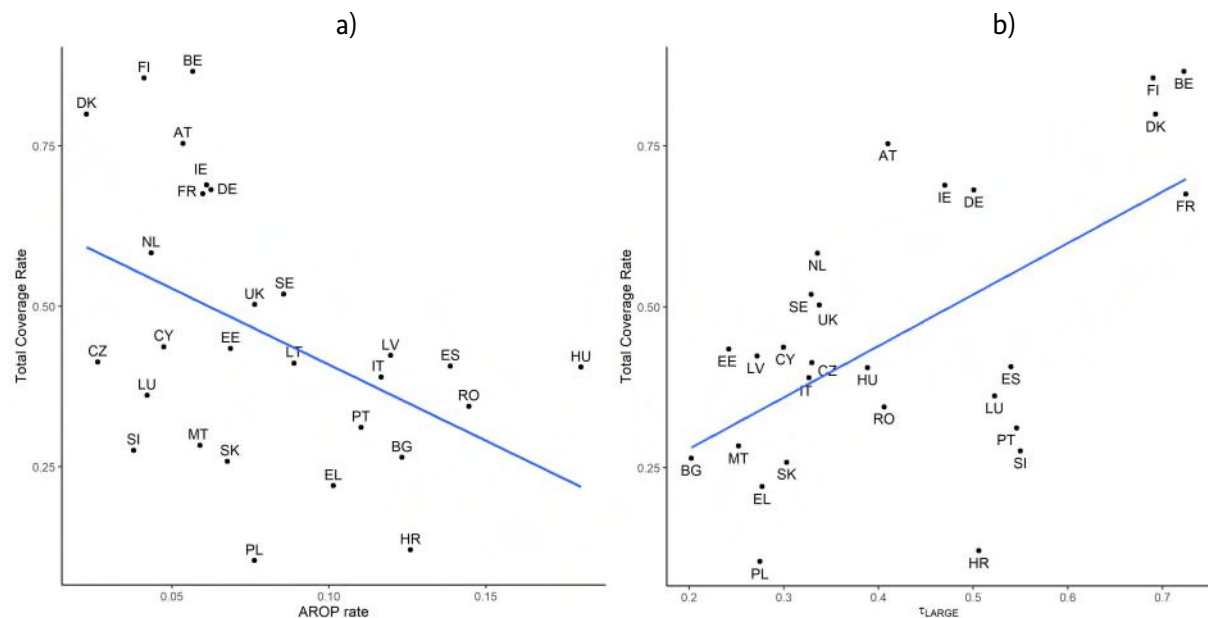 a)
Total Coverage Rate
0.75
0.50
0.25
FI
BE
DK
AT
IE
FR
DE
NL
SE
UK
CY
EE
CZ
LT
LV
IT
ES
HU
LU
RO
PT
SI
MT
SK
BG
EL
PL
HR
0.05
0.10
0.15
AROP rate
b)
Total Coverage Rate
0.75
0.50
0.25
FI
BE
DK
AT
IE
DE
FR
NL
SE
UK
EE
LV
CY
CZ
IT
HU
ES
RO
LU
PT
SI
BG
MT
SK
EL
PL
HR
0.2
0.3
0.4
0.5
0.6
0.7
τLARGE